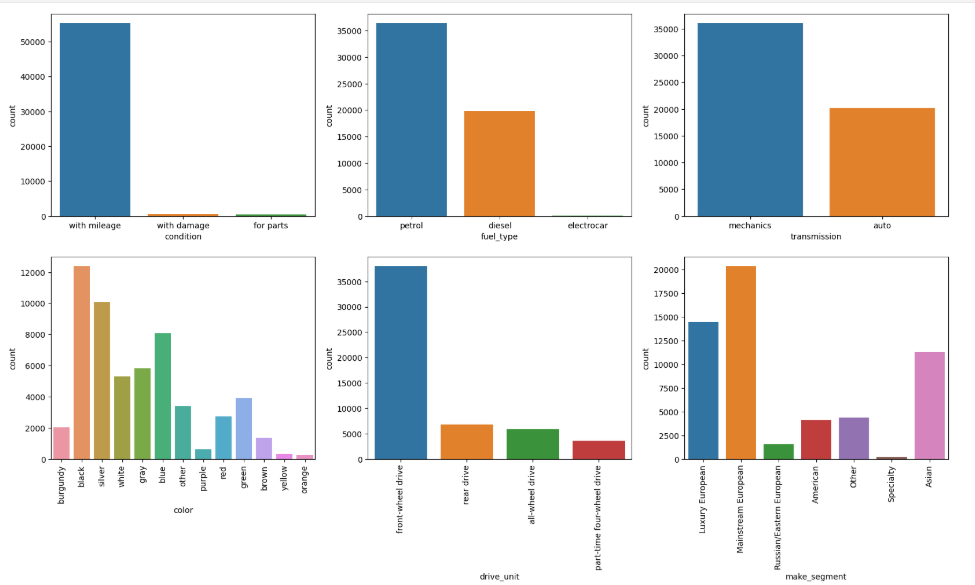 50000
40000
30000
20000
10000
0
count
with mileage
with damage
for parts
condition
35000
30000
25000
20000
15000
10000
5000
0
count
petrol
diesel
electrocar
fuel_type
35000
30000
25000
20000
15000
10000
5000
0
count
mechanics
auto
transmission
12000
10000
8000
6000
4000
2000
0
count
burgundy
black
silver
white
gray
blue
other
purple
red
green
brown
yellow
orange
color
35000
30000
25000
20000
15000
10000
5000
0
count
front-wheel drive
rear drive
all-wheel drive
part-time four-wheel drive
drive_unit
20000
17500
15000
12500
10000
7500
5000
2500
0
count
Luxury European
Mainstream European
Russian/Eastern European
American
Other
Specialty
Asian
make_segment